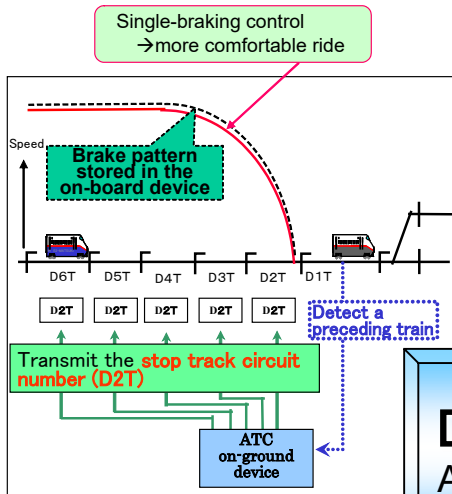 Single-braking control
→more comfortable ride
Speed
Brake pattern
stored in the
on-board device
D6T D5T D4T D3T D2T D1T
D2T D2T D2T D2T D2T
Detect a
preceding train
Transmit the stop track circuit
number (D2T)
ATC
on-ground
device
D
A